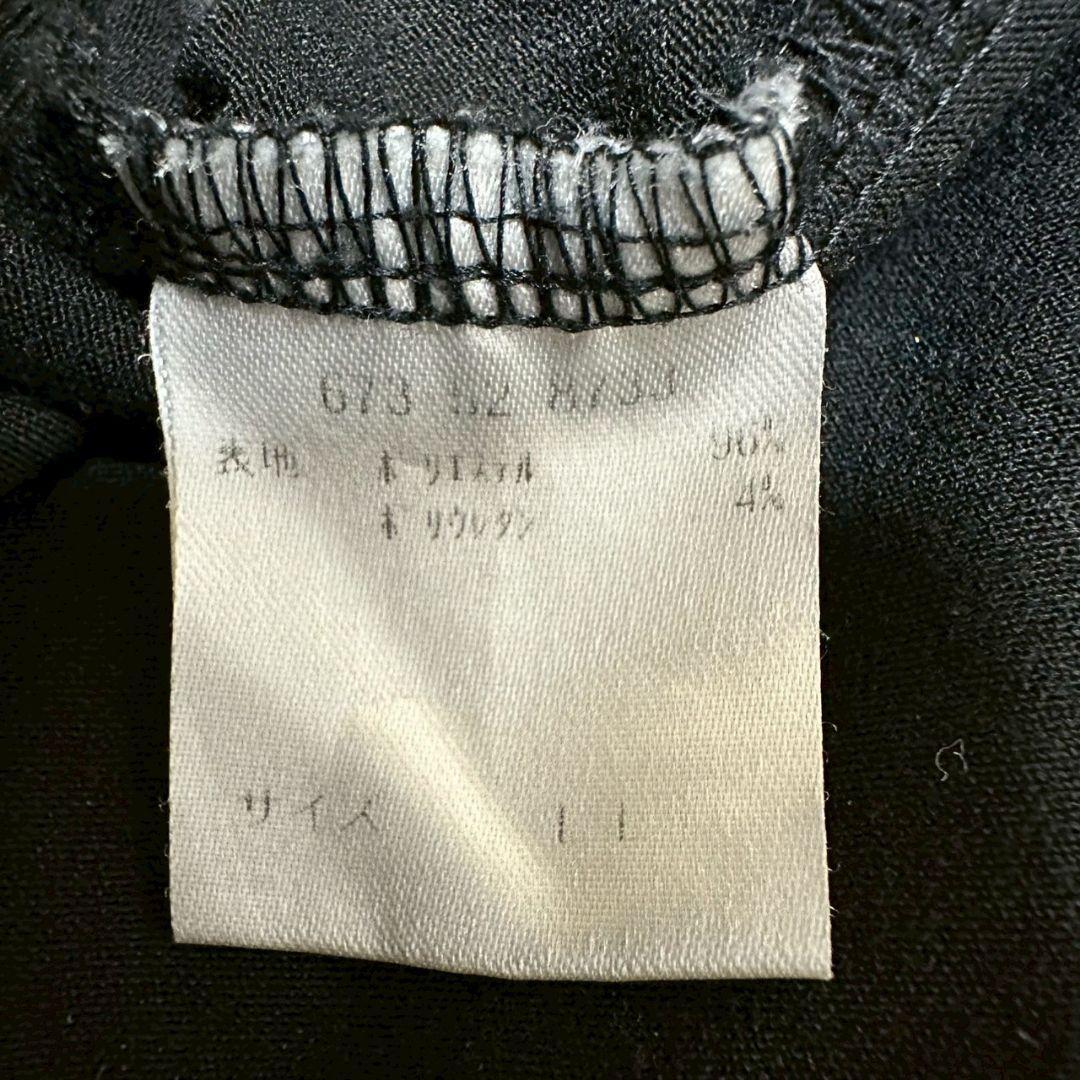 673
表地 ポリエステル 96%
ポリウレタン 4%
サイズ 11